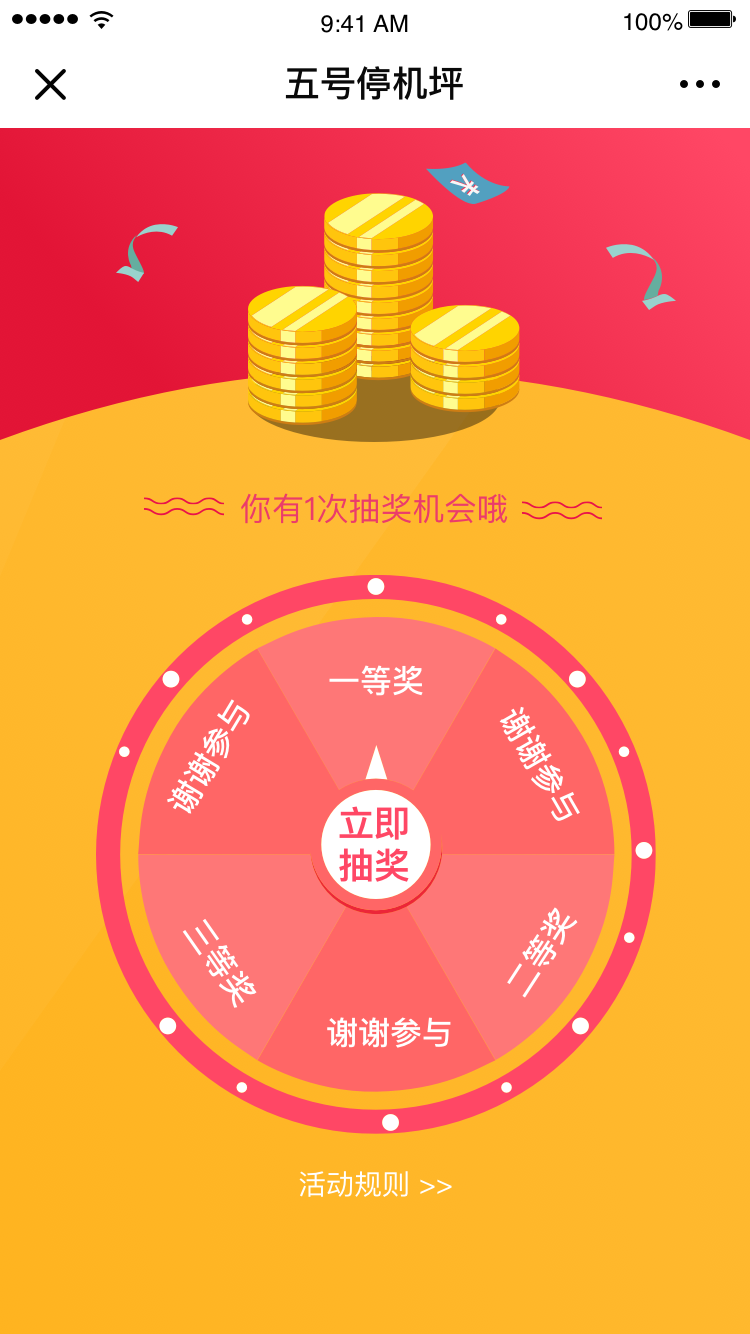 9:41 AM
100%
五号停机坪
你有1次抽奖机会哦
一等奖
谢谢参与
谢谢参与
立即
抽奖
三等奖
二等奖
谢谢参与
活动规则 >>